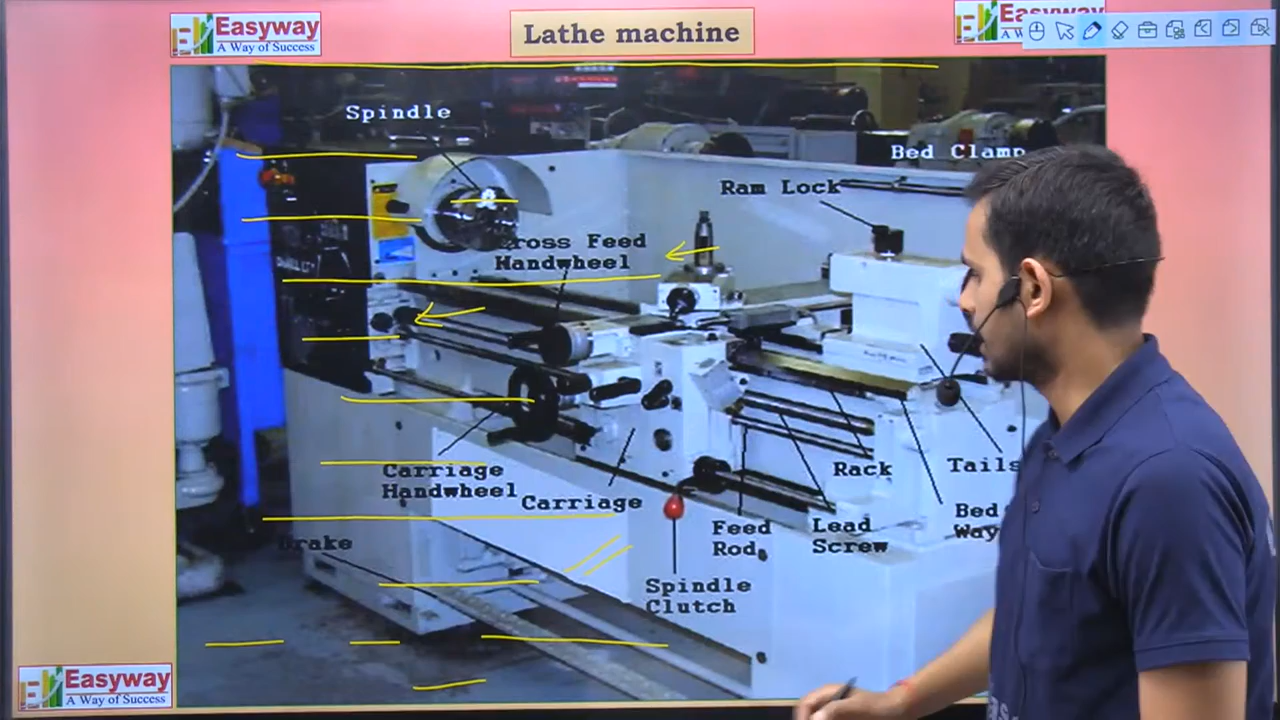 Easyway
A Way of Success
Lathe machine
Easyway
Spindle
Bed Clamp
Ram Lock
Cross Feed
Handwheel
Carriage
Handwheel
Carriage
Rack
Feed
Rod
Lead
Screw
Bed
Way
Brake
Spindle
Clutch
Easyway
A Way of Success